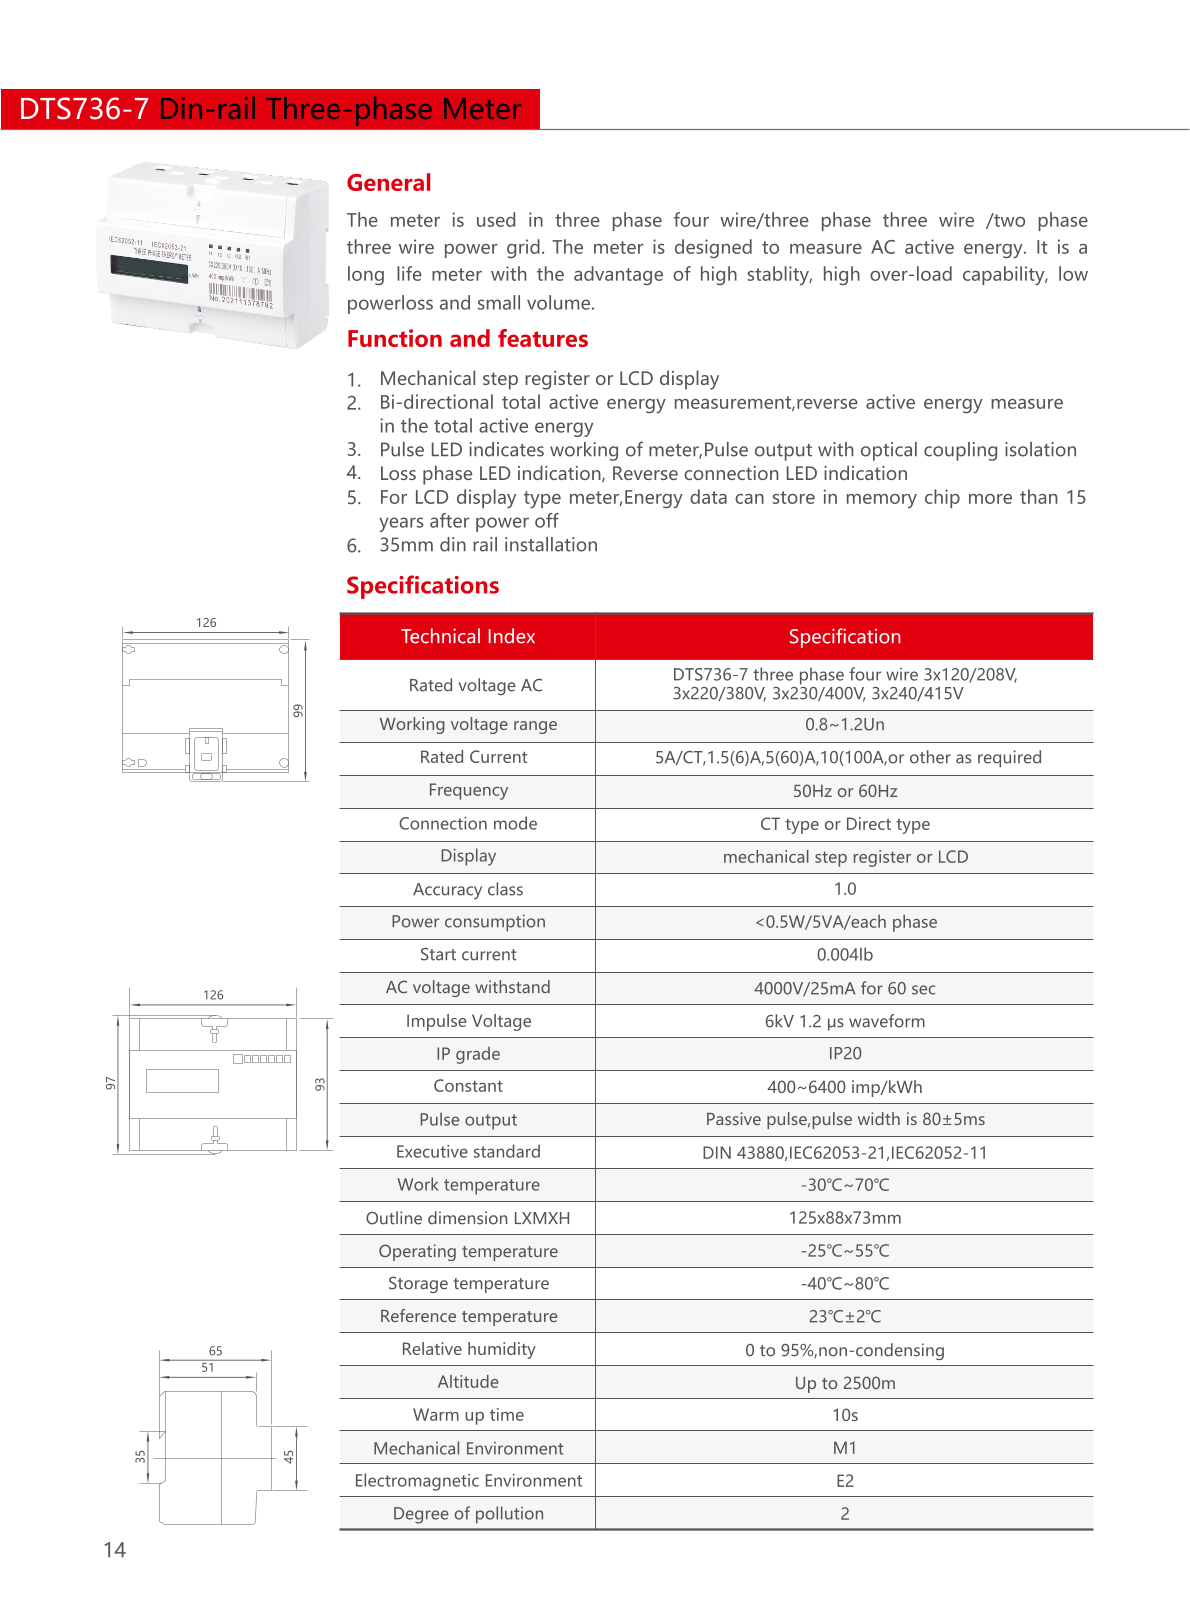 DTS736-7 Din-rail Three-phase Meter
General
The meter is used in three phase four wire/three phase three wire /two phase
three wire power grid. The meter is designed to measure AC active energy. It is a
long life meter with the advantage of high stablity, high over-load capability, low
powerloss and small volume.
IEC62052-11 IEC62053-21
THREE PHASE ENERGY METER
kWh
No.202111378792
Function and features
1. Mechanical step register or LCD display
2. Bi-directional total active energy measurement,reverse active energy measure
in the total active energy
3. Pulse LED indicates working of meter,Pulse output with optical coupling isolation
4. Loss phase LED indication, Reverse connection LED indication
5. For LCD display type meter,Energy data can store in memory chip more than 15
years after power off
6. 35mm din rail installation
Specifications
Technical Index Specification
Rated voltage AC DTS736-7 three phase four wire 3x120/208V,
3x220/380V, 3x230/400V, 3x240/415V
Working voltage range 0.8~1.2Un
Rated Current 5A/CT,1.5(6)A,5(60)A,10(100A,or other as required
Frequency 50Hz or 60Hz
Connection mode CT type or Direct type
Display mechanical step register or LCD
Accuracy class 1.0
Power consumption <0.5W/5VA/each phase
Start current 0.004lb
AC voltage withstand 4000V/25mA for 60 sec
Impulse Voltage 6kV 1.2 μs waveform
IP grade IP20
Constant 400~6400 imp/kWh
Pulse output Passive pulse,pulse width is 80±5ms
Executive standard DIN 43880,IEC62053-21,IEC62052-11
Work temperature -30℃~70℃
Outline dimension LXMXH 125x88x73mm
Operating temperature -25℃~55℃
Storage temperature -40℃~80℃
Reference temperature 23℃±2℃
Relative humidity 0 to 95%,non-condensing
Altitude Up to 2500m
Warm up time 10s
Mechanical Environment M1
Electromagnetic Environment E2
Degree of pollution 2
126
99
126
97
93
65
51
35
45
14